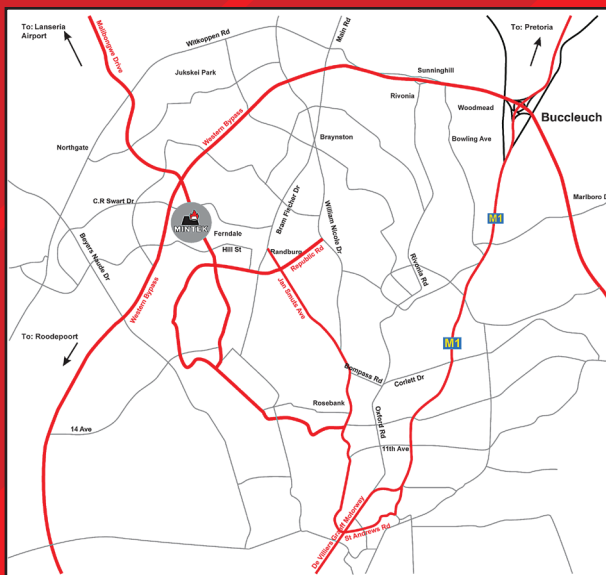 To: Lanseria
Airport
Malibongwe Drive
Witkoppen Rd
Main Rd
To: Pretoria
Jukskei Park
Sunninghill
Rivonia
Woodmead
Buccleuch
Western Bypass
Braynston
Bowling Ave
Northgate
C.R Swart Dr
MINTEK
Ferndale
Hill St
Bram Fischer Dr
William Nicole Dr
Marlboro D
M1
Beyers Naude Dr
Randburg
Republic Rd
Rivonia Rd
Western Bypass
Jan Smuts Ave
To: Roodepoort
M1
Bompass Rd
Corlett Dr
Rosebank
Oxford Rd
14 Ave
11th Ave
De Villiers Graaff Motorway
St Andrews Rd